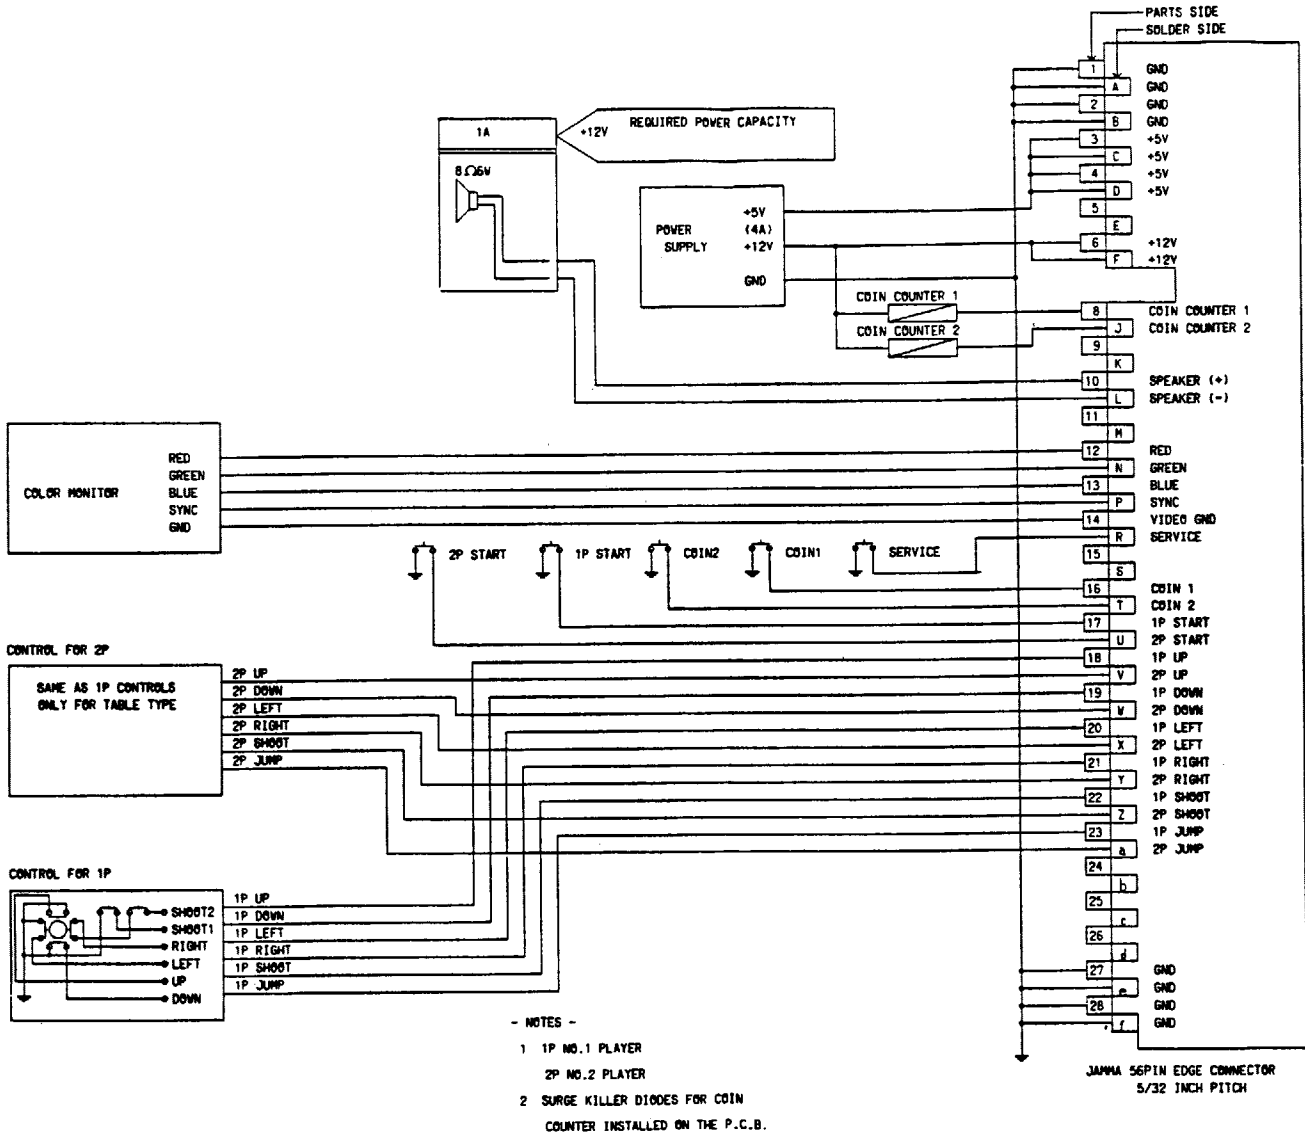 PARTS SIDE
SOLDER SIDE
1 GND
A GND
2 GND
B GND
3 +5V
C +5V
4 +5V
D +5V
5
E
6 +12V
F +12V
1A
+12V
REQUIRED POWER CAPACITY
8Ω6W
POWER SUPPLY
+5V
(4A)
+12V
GND
COIN COUNTER 1
COIN COUNTER 2
8 COIN COUNTER 1
J COIN COUNTER 2
9
K
10 SPEAKER (+)
L SPEAKER (-)
11
M
12 RED
N GREEN
13 BLUE
P SYNC
14 VIDEO GND
R SERVICE
15
S
16 COIN 1
T COIN 2
17 1P START
U 2P START
18 1P UP
V 2P UP
19 1P DOWN
W 2P DOWN
20 1P LEFT
X 2P LEFT
21 1P RIGHT
Y 2P RIGHT
22 1P SHOOT
Z 2P SHOOT
23 1P JUMP
a 2P JUMP
24
b
25
c
26
d
27 GND
e GND
28 GND
f GND
COLOR MONITOR
RED
GREEN
BLUE
SYNC
GND
2P START
1P START
COIN2
COIN1
SERVICE
CONTROL FOR 2P
SAME AS 1P CONTROLS
ONLY FOR TABLE TYPE
2P UP
2P DOWN
2P LEFT
2P RIGHT
2P SHOOT
2P JUMP
CONTROL FOR 1P
SHOOT2
SHOOT1
RIGHT
LEFT
UP
DOWN
1P UP
1P DOWN
1P LEFT
1P RIGHT
1P SHOOT
1P JUMP
- NOTES -
1 1P NO.1 PLAYER
2P NO.2 PLAYER
2 SURGE KILLER DIODES FOR COIN
COUNTER INSTALLED ON THE P.C.B.
JAMMA 56PIN EDGE CONNECTOR
5/32 INCH PITCH